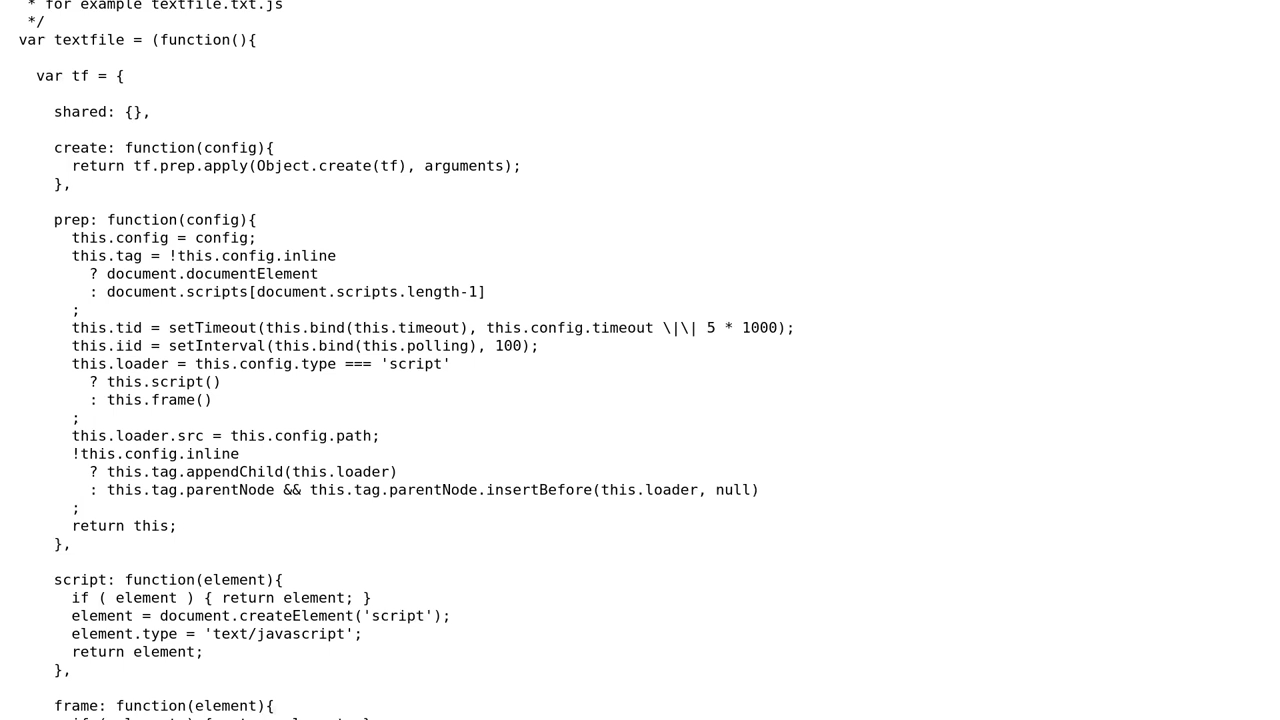 * for example textfile.txt.js
*/
var textfile = (function(){
var tf = {
shared: {},
create: function(config){
return tf.prep.apply(Object.create(tf), arguments);
},
prep: function(config){
this.config = config;
this.tag = !this.config.inline
? document.documentElement
: document.scripts[document.scripts.length-1]
;
this.tid = setTimeout(this.bind(this.timeout), this.config.timeout \|\| 5 * 1000);
this.iid = setInterval(this.bind(this.polling), 100);
this.loader = this.config.type === 'script'
? this.script()
: this.frame()
;
this.loader.src = this.config.path;
!this.config.inline
? this.tag.appendChild(this.loader)
: this.tag.parentNode && this.tag.parentNode.insertBefore(this.loader, null)
;
return this;
},
script: function(element){
if ( element ) { return element; }
element = document.createElement('script');
element.type = 'text/javascript';
return element;
},
frame: function(element){